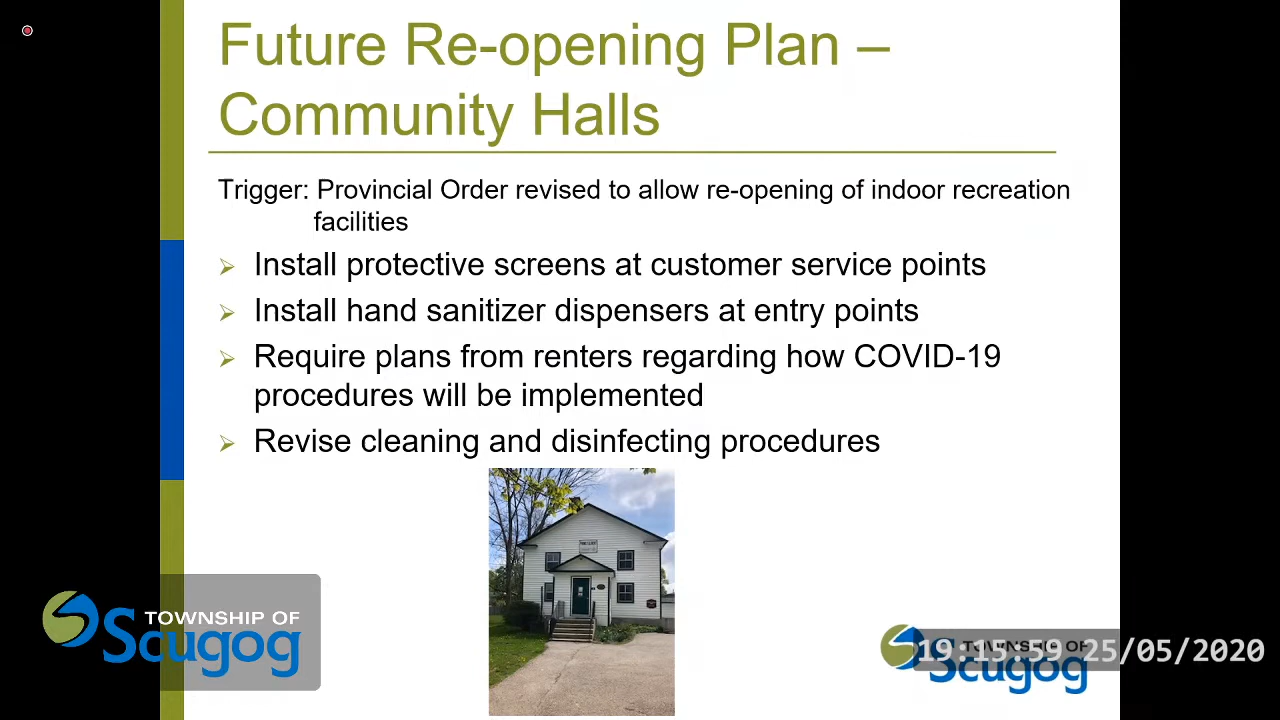 Future Re-opening Plan –
Community Halls
Trigger: Provincial Order revised to allow re-opening of indoor recreation
facilities
Install protective screens at customer service points
Install hand sanitizer dispensers at entry points
Require plans from renters regarding how COVID-19
procedures will be implemented
Revise cleaning and disinfecting procedures
TOWNSHIP OF
Scugog
TOWNSHIP OF
19:15:59 25/05/2020
Scugog